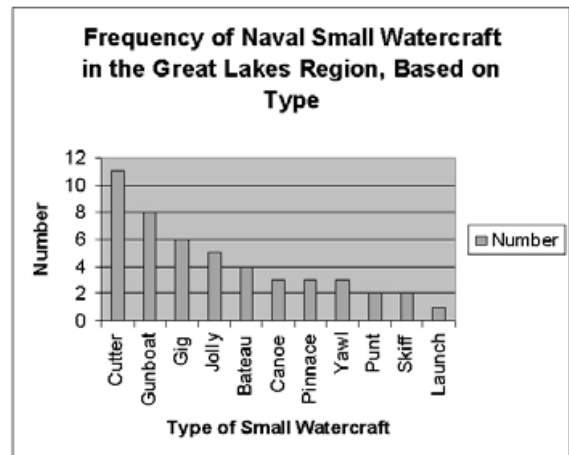 Frequency of Naval Small Watercraft
in the Great Lakes Region, Based on
Type
12
10
8
6
4
2
0
Number
Cutter
Gunboat
Gig
Jolly
Bateau
Canoe
Pinnace
Yawl
Punt
Skiff
Launch
Type of Small Watercraft
Number